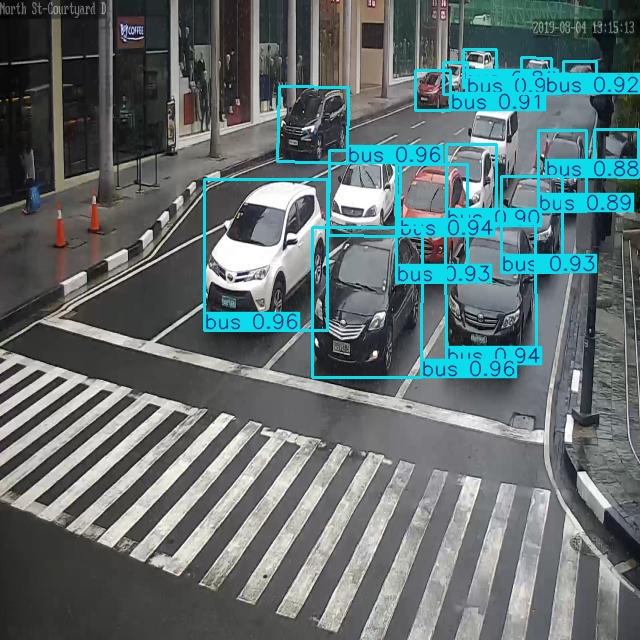 North St-Courtyard D
2019-08-04 13:15:13
COFFEE
bus 0.9
bus 0.92
bus 0.91
bus 0.96
bus 0.88
bus 0.89
bus 0.90
bus 0.94
bus 0.93
bus 0.93
bus 0.96
bus 0.94
bus 0.96